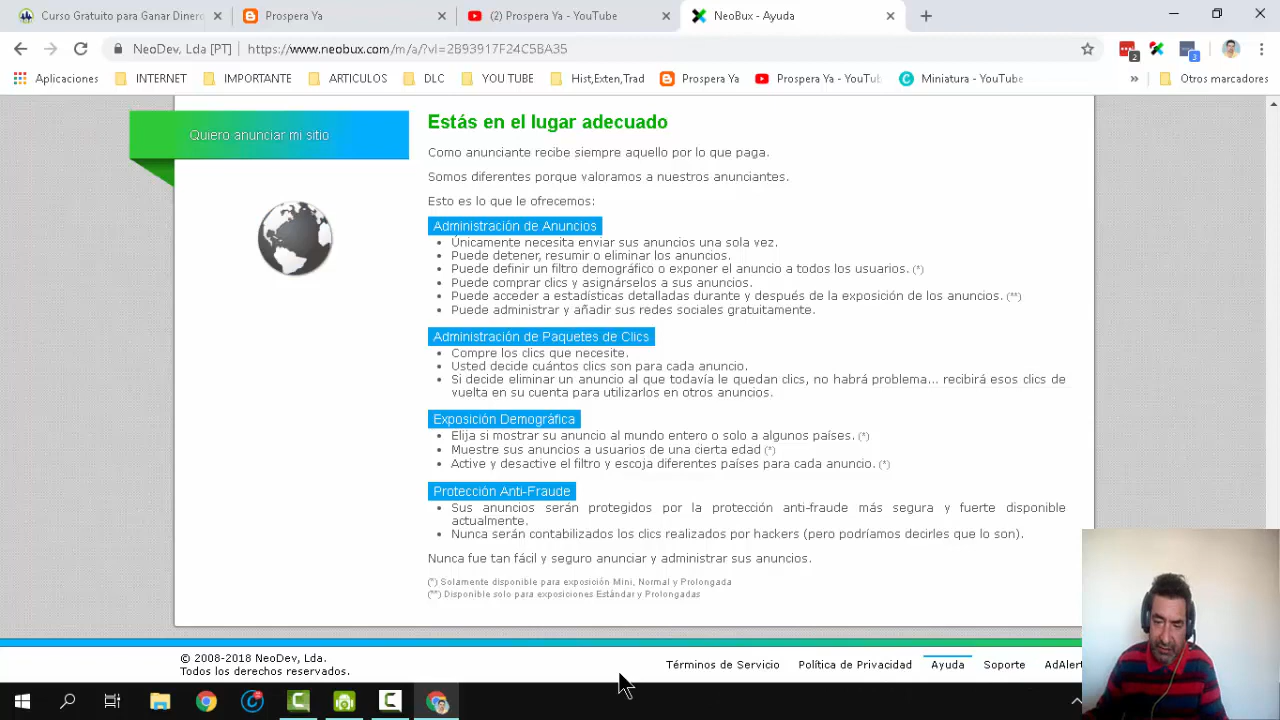 Curso Gratuito para Ganar Dinero
Prospera Ya
(2) Prospera Ya - YouTube
NeoBux - Ayuda
NeoDev, Lda [PT] https://www.neobux.com/m/a/?vl=2B93917F24C5BA35
2
3
Aplicaciones
INTERNET
IMPORTANTE
ARTICULOS
DLC
YOU TUBE
Hist,Exten,Trad
Prospera Ya
Prospera Ya - YouTub
Miniatura - YouTube
Otros marcadores
Quiero anunciar mi sitio
Estás en el lugar adecuado
Como anunciante recibe siempre aquello por lo que paga.
Somos diferentes porque valoramos a nuestros anunciantes.
Esto es lo que le ofrecemos:
Administración de Anuncios
• Únicamente necesita enviar sus anuncios una sola vez.
• Puede detener, resumir o eliminar los anuncios.
• Puede definir un filtro demográfico o exponer el anuncio a todos los usuarios. (*)
• Puede comprar clics y asignárselos a sus anuncios.
• Puede acceder a estadísticas detalladas durante y después de la exposición de los anuncios. (**)
• Puede administrar y añadir sus redes sociales gratuitamente.
Administración de Paquetes de Clics
• Compre los clics que necesite.
• Usted decide cuántos clics son para cada anuncio.
• Si decide eliminar un anuncio al que todavía le quedan clics, no habrá problema... recibirá esos clics de
vuelta en su cuenta para utilizarlos en otros anuncios.
Exposición Demográfica
• Elija si mostrar su anuncio al mundo entero o solo a algunos países. (*)
• Muestre sus anuncios a usuarios de una cierta edad (*)
• Active y desactive el filtro y escoja diferentes países para cada anuncio. (*)
Protección Anti-Fraude
• Sus anuncios serán protegidos por la protección anti-fraude más segura y fuerte disponible
actualmente.
• Nunca serán contabilizados los clics realizados por hackers (pero podríamos decirles que lo son).
Nunca fue tan fácil y seguro anunciar y administrar sus anuncios.
(*) Solamente disponible para exposición Mini, Normal y Prolongada
(**) Disponible solo para exposiciones Estándar y Prolongadas
© 2008-2018 NeoDev, Lda.
Todos los derechos reservados.
Términos de Servicio
Política de Privacidad
Ayuda
Soporte
AdAlert